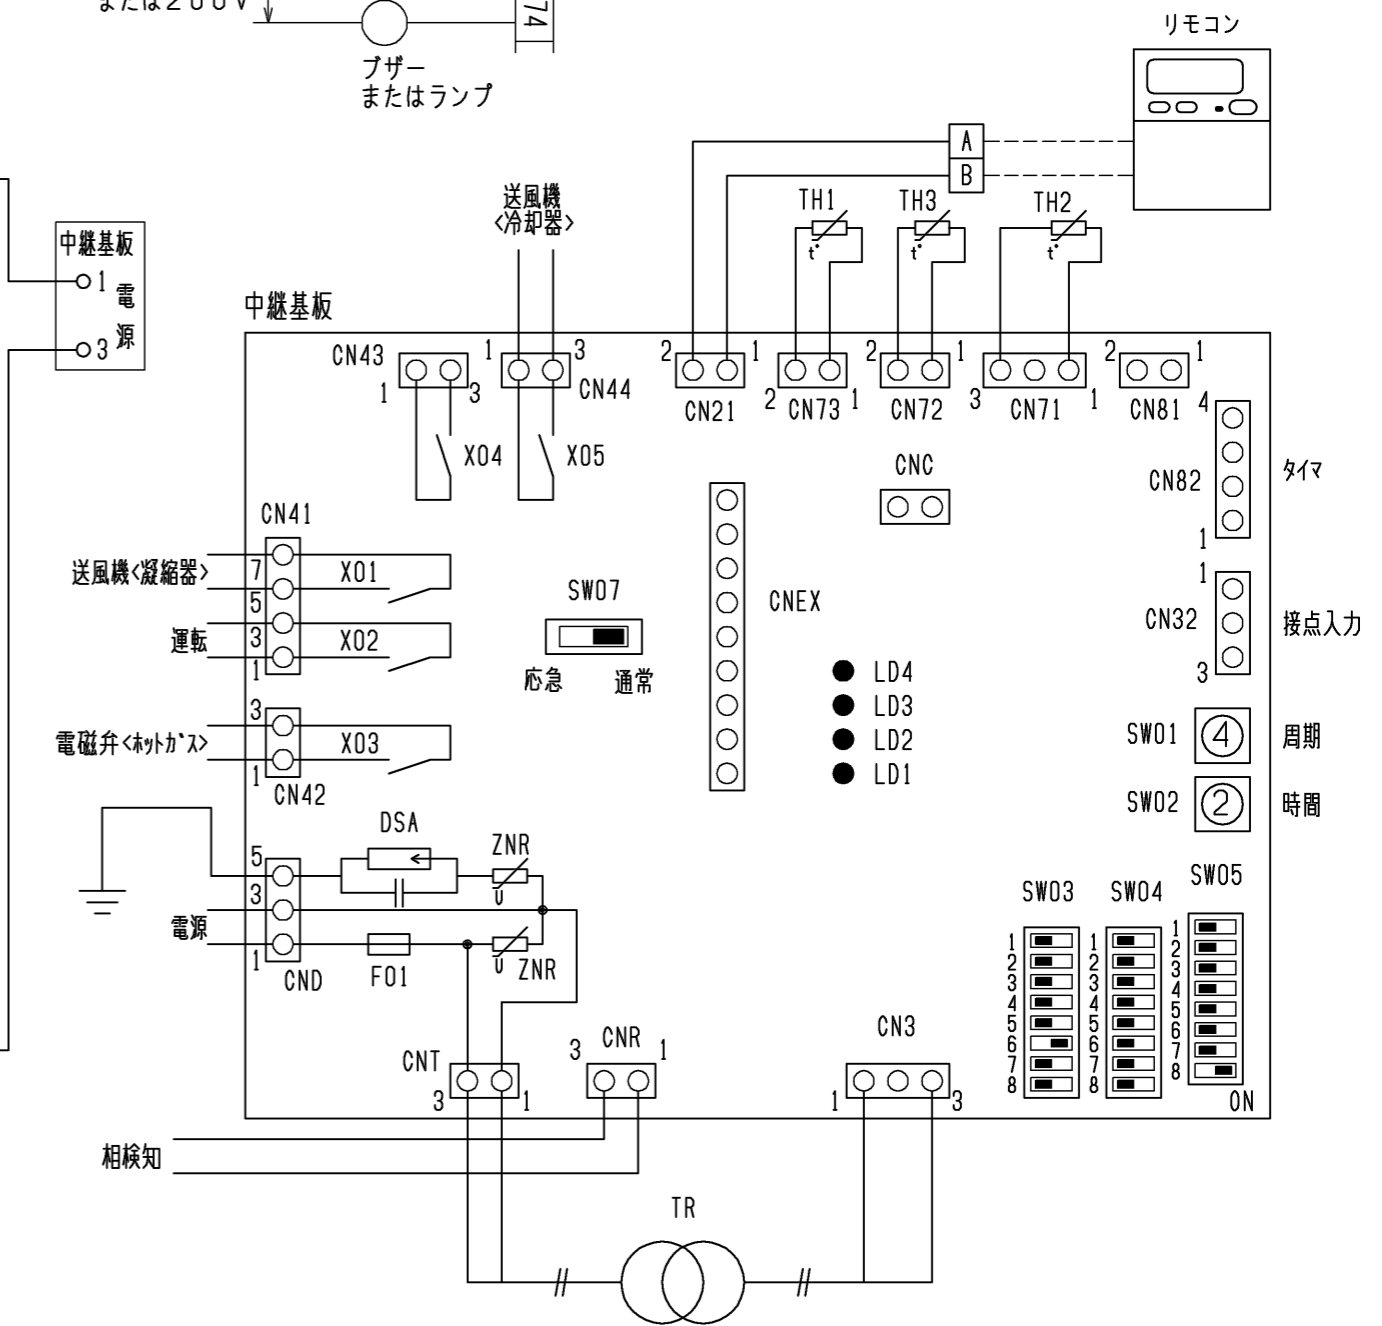 または200V
74
ブザー
またはランプ
リモコン
A
B
中継基板
1
電
源
3
送風機
<冷却器>
TH1
TH3
TH2
t°
t°
t°
中継基板
CN43
1
3
1
3
CN44
2
1
CN21
2
CN73
1
2
1
CN72
3
CN71
1
2
1
CN81
X04
X05
CNC
4
CN82
1
タイマ
CN41
送風機<凝縮器>
7
5
X01
運転
3
1
X02
SW07
応急
通常
CNEX
LD4
LD3
LD2
LD1
1
CN32
3
接点入力
SW01
4
周期
SW02
2
時間
電磁弁<ホットガス>
3
1
X03
CN42
DSA
ZNR
U
5
3
1
電源
CND
F01
U
ZNR
SW03
1
2
3
4
5
6
7
8
SW04
1
2
3
4
5
6
7
8
SW05
1
2
3
4
5
6
7
8
ON
CNT
3
1
3
CNR
1
CN3
1
3
相検知
TR